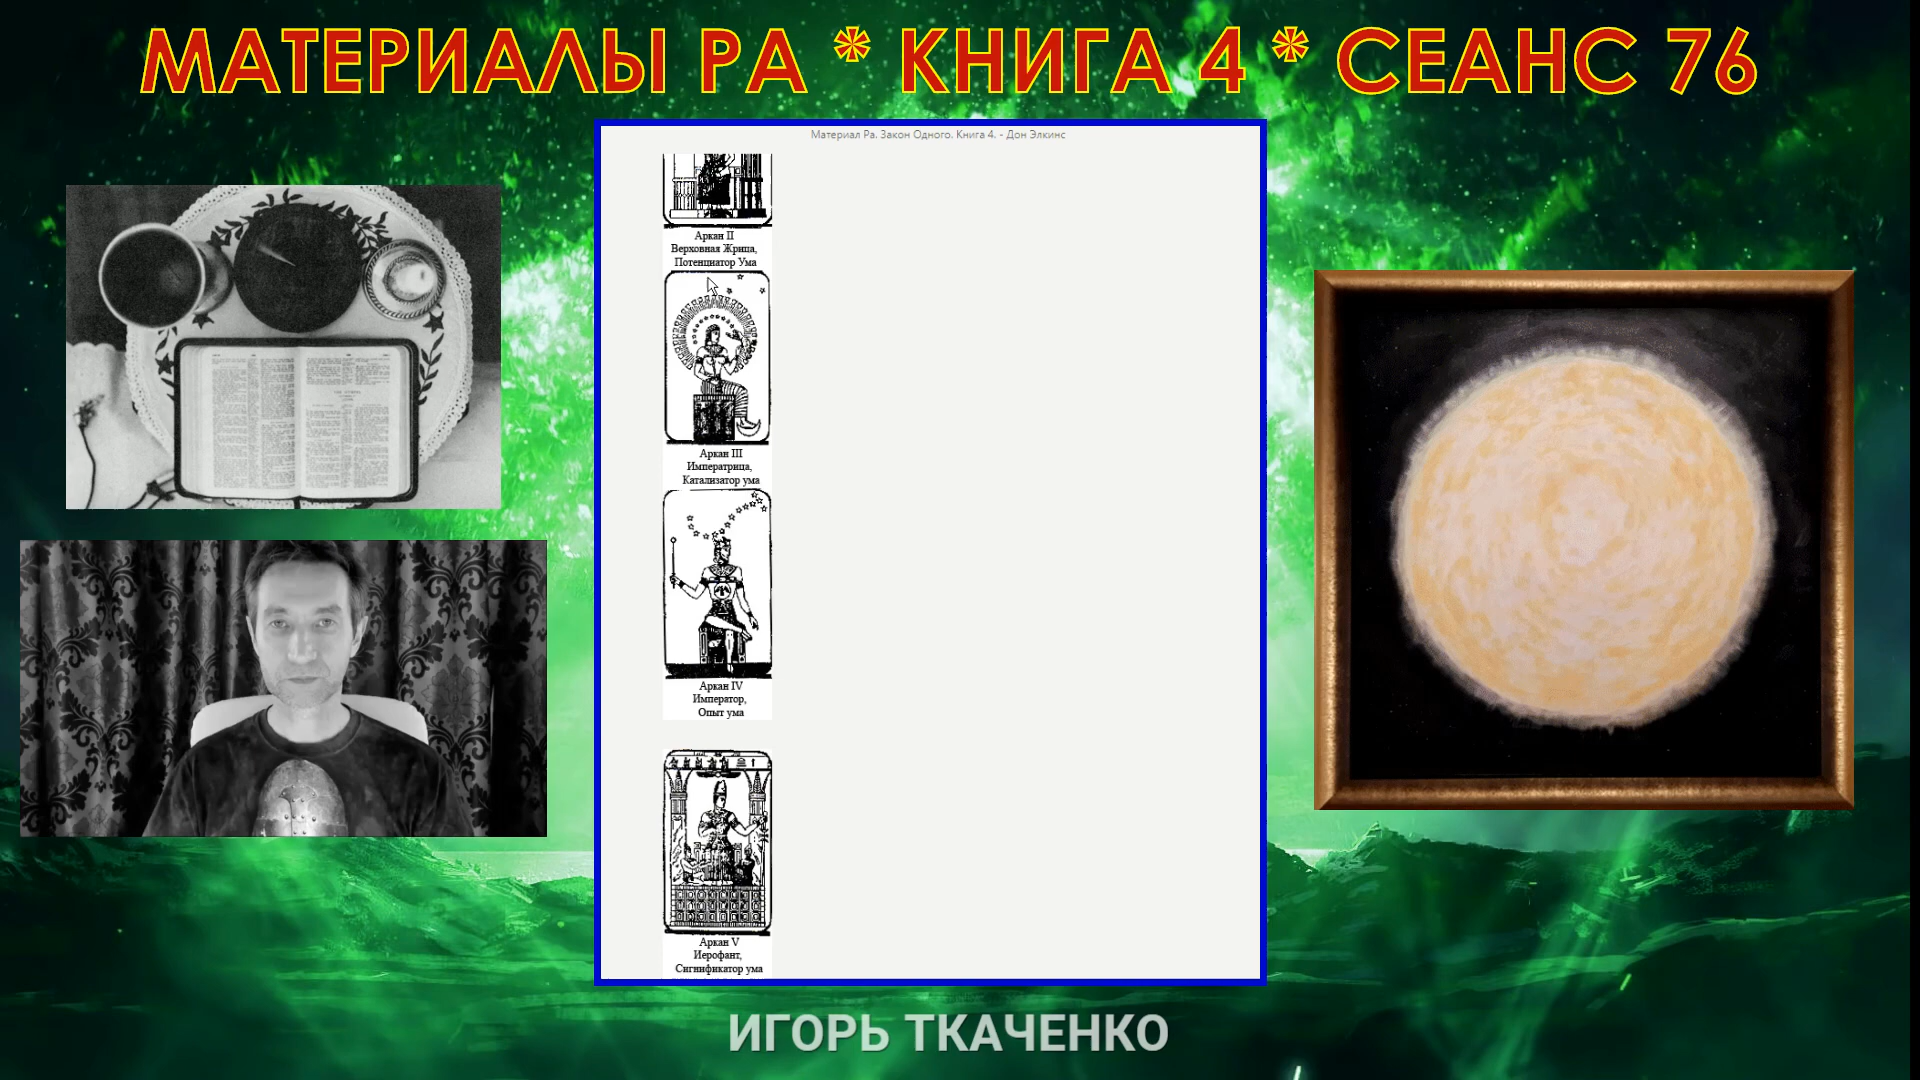 МАТЕРИАЛЫ РА * КНИГА 4 * СЕАНС 76
Материал Ра. Закон Одного. Книга 4. - Дон Элкинс
Аркан II
Верховная Жрица,
Потенциатор Ума
Аркан III
Императрица,
Катализатор ума
Аркан IV
Император,
Опыт ума
Аркан V
Иерофант,
Сигнификатор ума
ИГОРЬ ТКАЧЕНКО